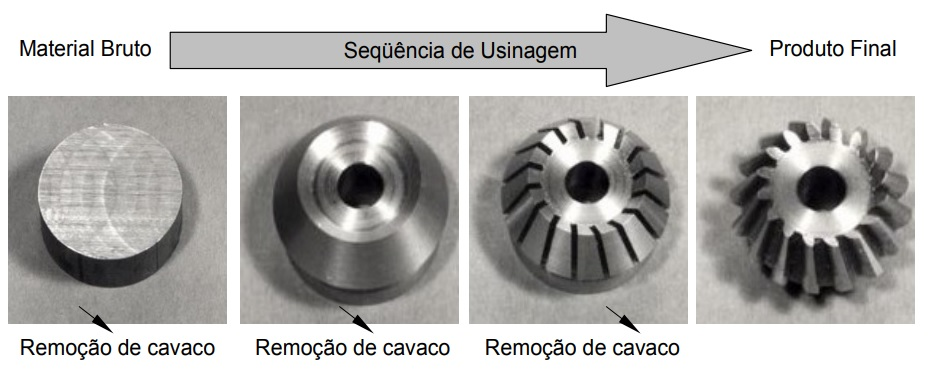 Material Bruto
Seqüência de Usinagem
Produto Final
Remoção de cavaco
Remoção de cavaco
Remoção de cavaco